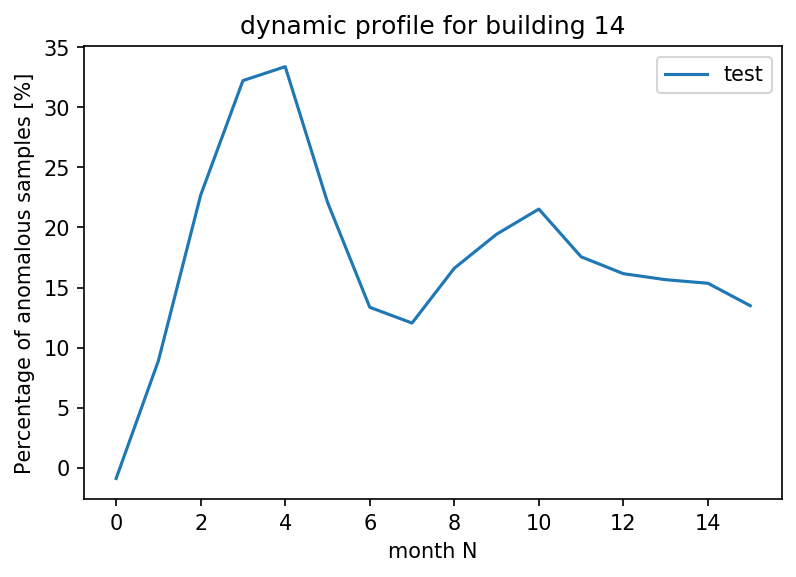 dynamic profile for building 14
test
Percentage of anomalous samples [%]
35
30
25
20
15
10
5
0
0 2 4 6 8 10 12 14
month N